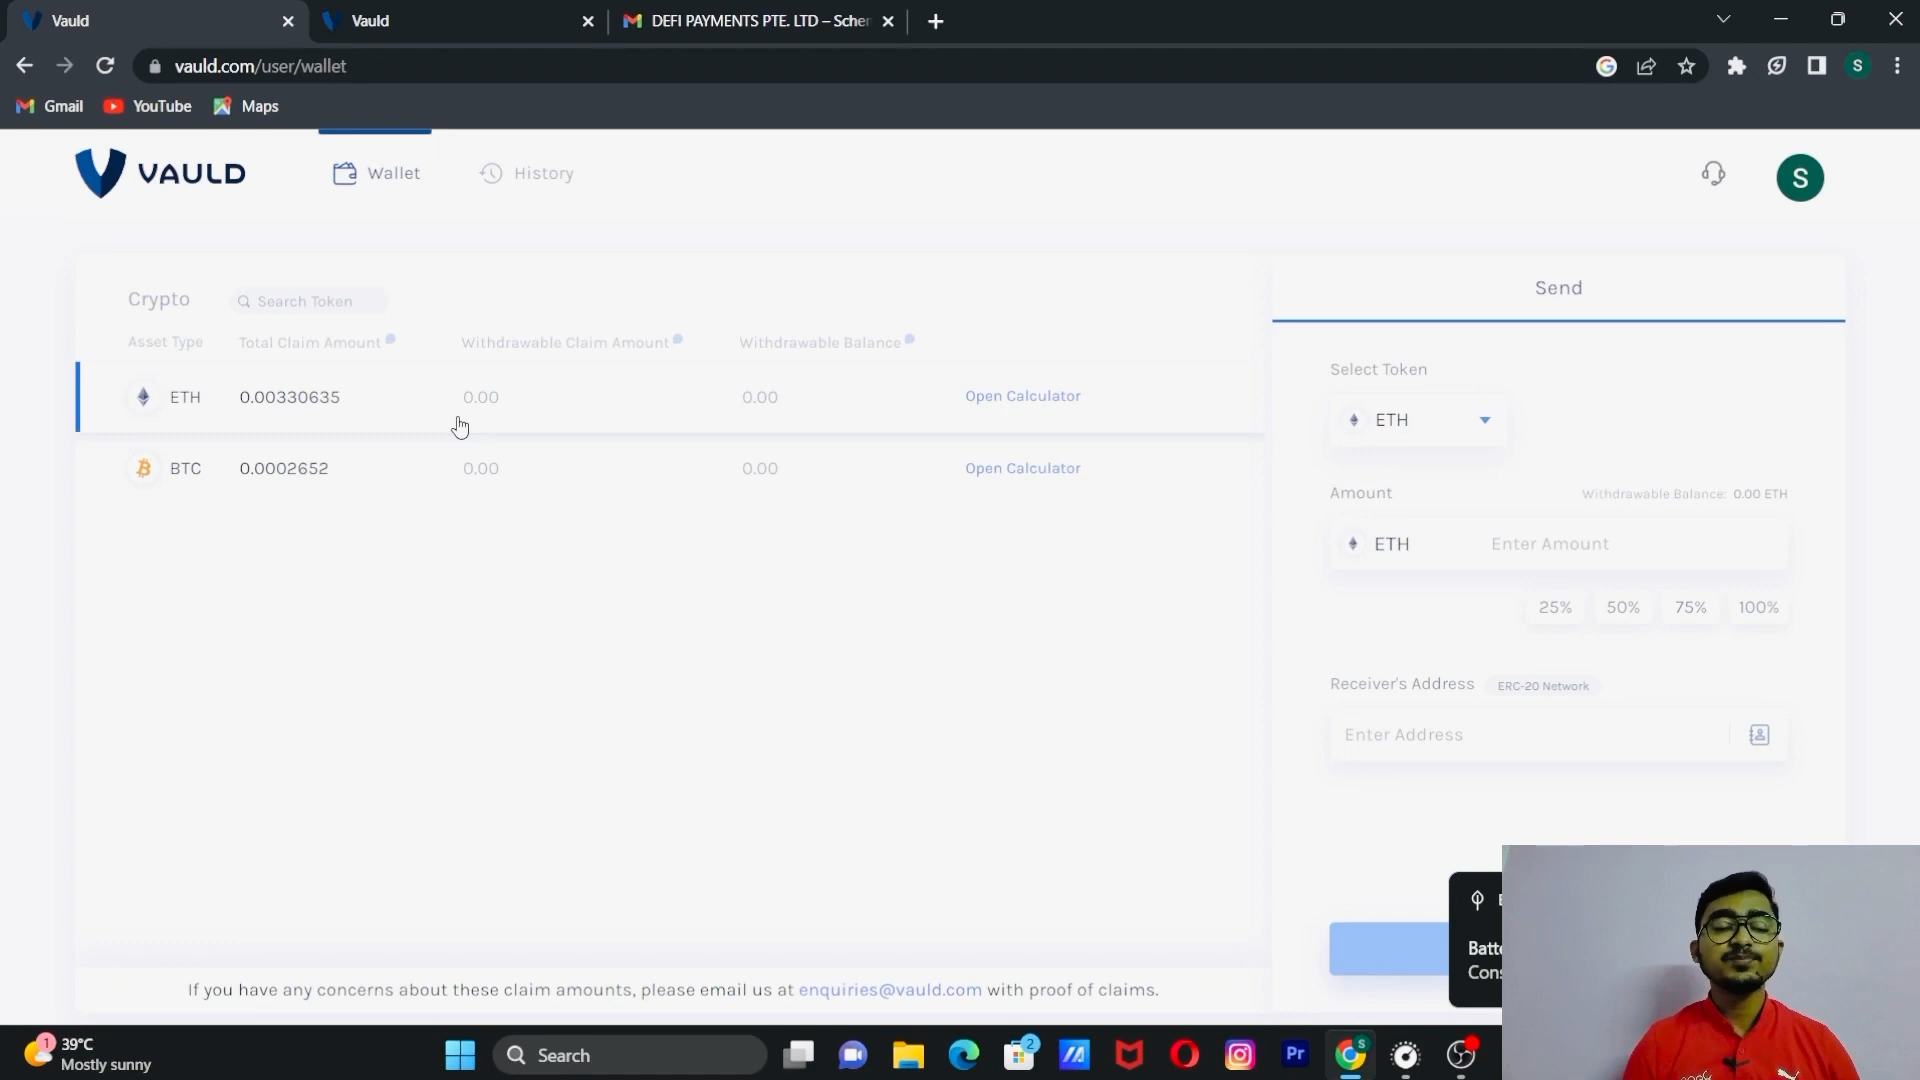 Vauld
Vauld
DEFI PAYMENTS PTE. LTD – Schem
vauld.com/user/wallet
S
Gmail
YouTube
Maps
VAULD
Wallet
History
S
Crypto
Search Token
Asset Type
Total Claim Amount
Withdrawable Claim Amount
Withdrawable Balance
ETH
0.00330635
0.00
0.00
Open Calculator
BTC
0.0002652
0.00
0.00
Open Calculator
Send
Select Token
ETH
Amount
Withdrawable Balance: 0.00 ETH
ETH
Enter Amount
25%
50%
75%
100%
Receiver's Address
ERC-20 Network
Enter Address
Batte
Cons
If you have any concerns about these claim amounts, please email us at enquiries@vauld.com with proof of claims.
1
39°C
Mostly sunny
Search
2
Pr
S